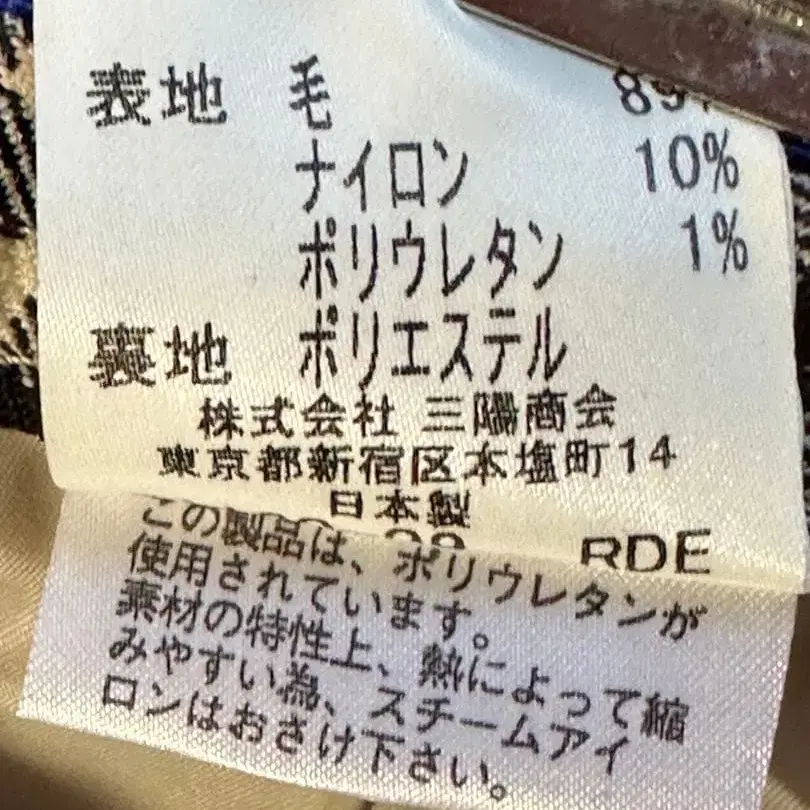 表地 毛 89%
ナイロン 10%
ポリウレタン 1%
裏地 ポリエステル
株式会社 三陽商会
東京都新宿区本塩町14
日本製
38 RDE
この製品は、ポリウレタンが
使用されています。
素材の特性上、熱によって縮
みやすい為、スチームアイ
ロンはおさけ下さい。